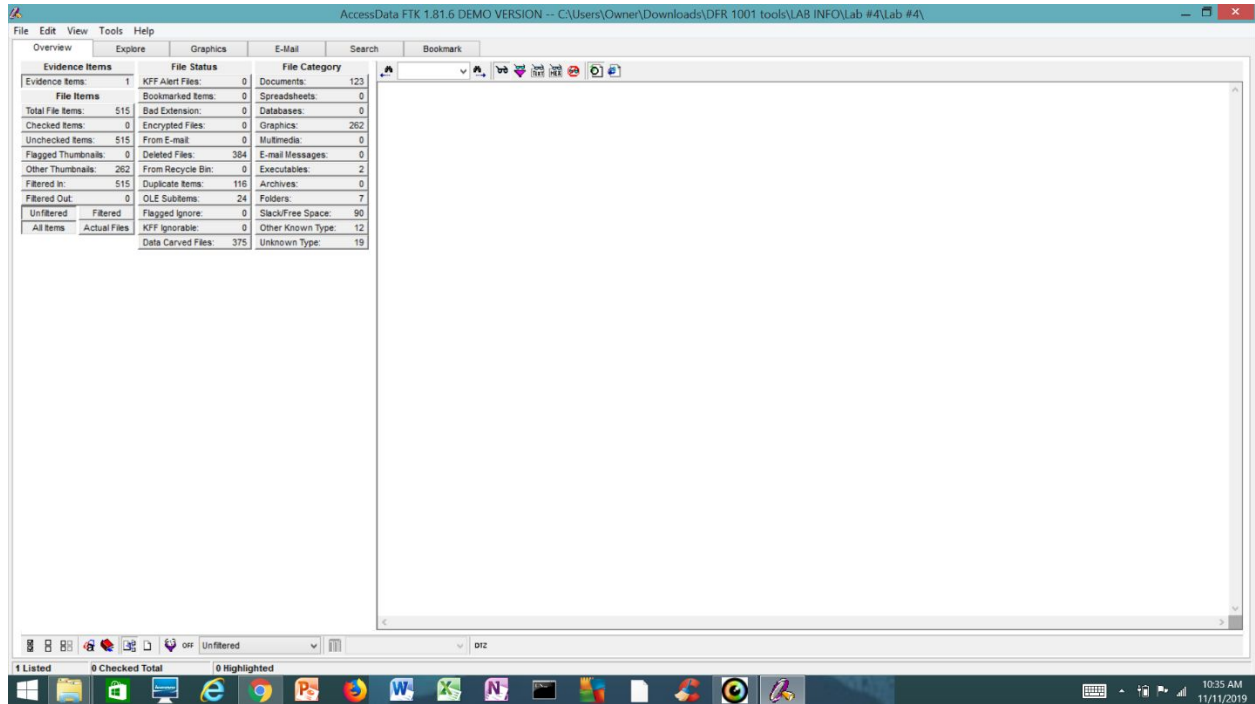 AccessData FTK 1.81.6 DEMO VERSION -- C:\Users\Owner\Downloads\DFR 1001 tools\LAB INFO\Lab #4\Lab #4\
File Edit View Tools Help
Overview Explore Graphics E-Mail Search Bookmark
Evidence Items File Status File Category
Evidence Items: 1 KFF Alert Files: 0 Documents: 123
File Items Bookmarked Items: 0 Spreadsheets: 0
Total File Items: 515 Bad Extension: 0 Databases: 0
Checked Items: 0 Encrypted Files: 0 Graphics: 262
Unchecked Items: 515 From E-mail: 0 Multimedia: 0
Flagged Thumbnails: 0 Deleted Files: 384 E-mail Messages: 0
Other Thumbnails: 262 From Recycle Bin: 0 Executables: 2
Filtered In: 515 Duplicate Items: 116 Archives: 0
Filtered Out: 0 OLE Subitems: 24 Folders: 7
Unfiltered Filtered Flagged Ignore: 0 Slack/Free Space: 90
All Items Actual Files KFF Ignorable: 0 Other Known Type: 12
Data Carved Files: 375 Unknown Type: 19
OFF Unfiltered DTZ
1 Listed 0 Checked Total 0 Highlighted
10:35 AM
11/11/2019